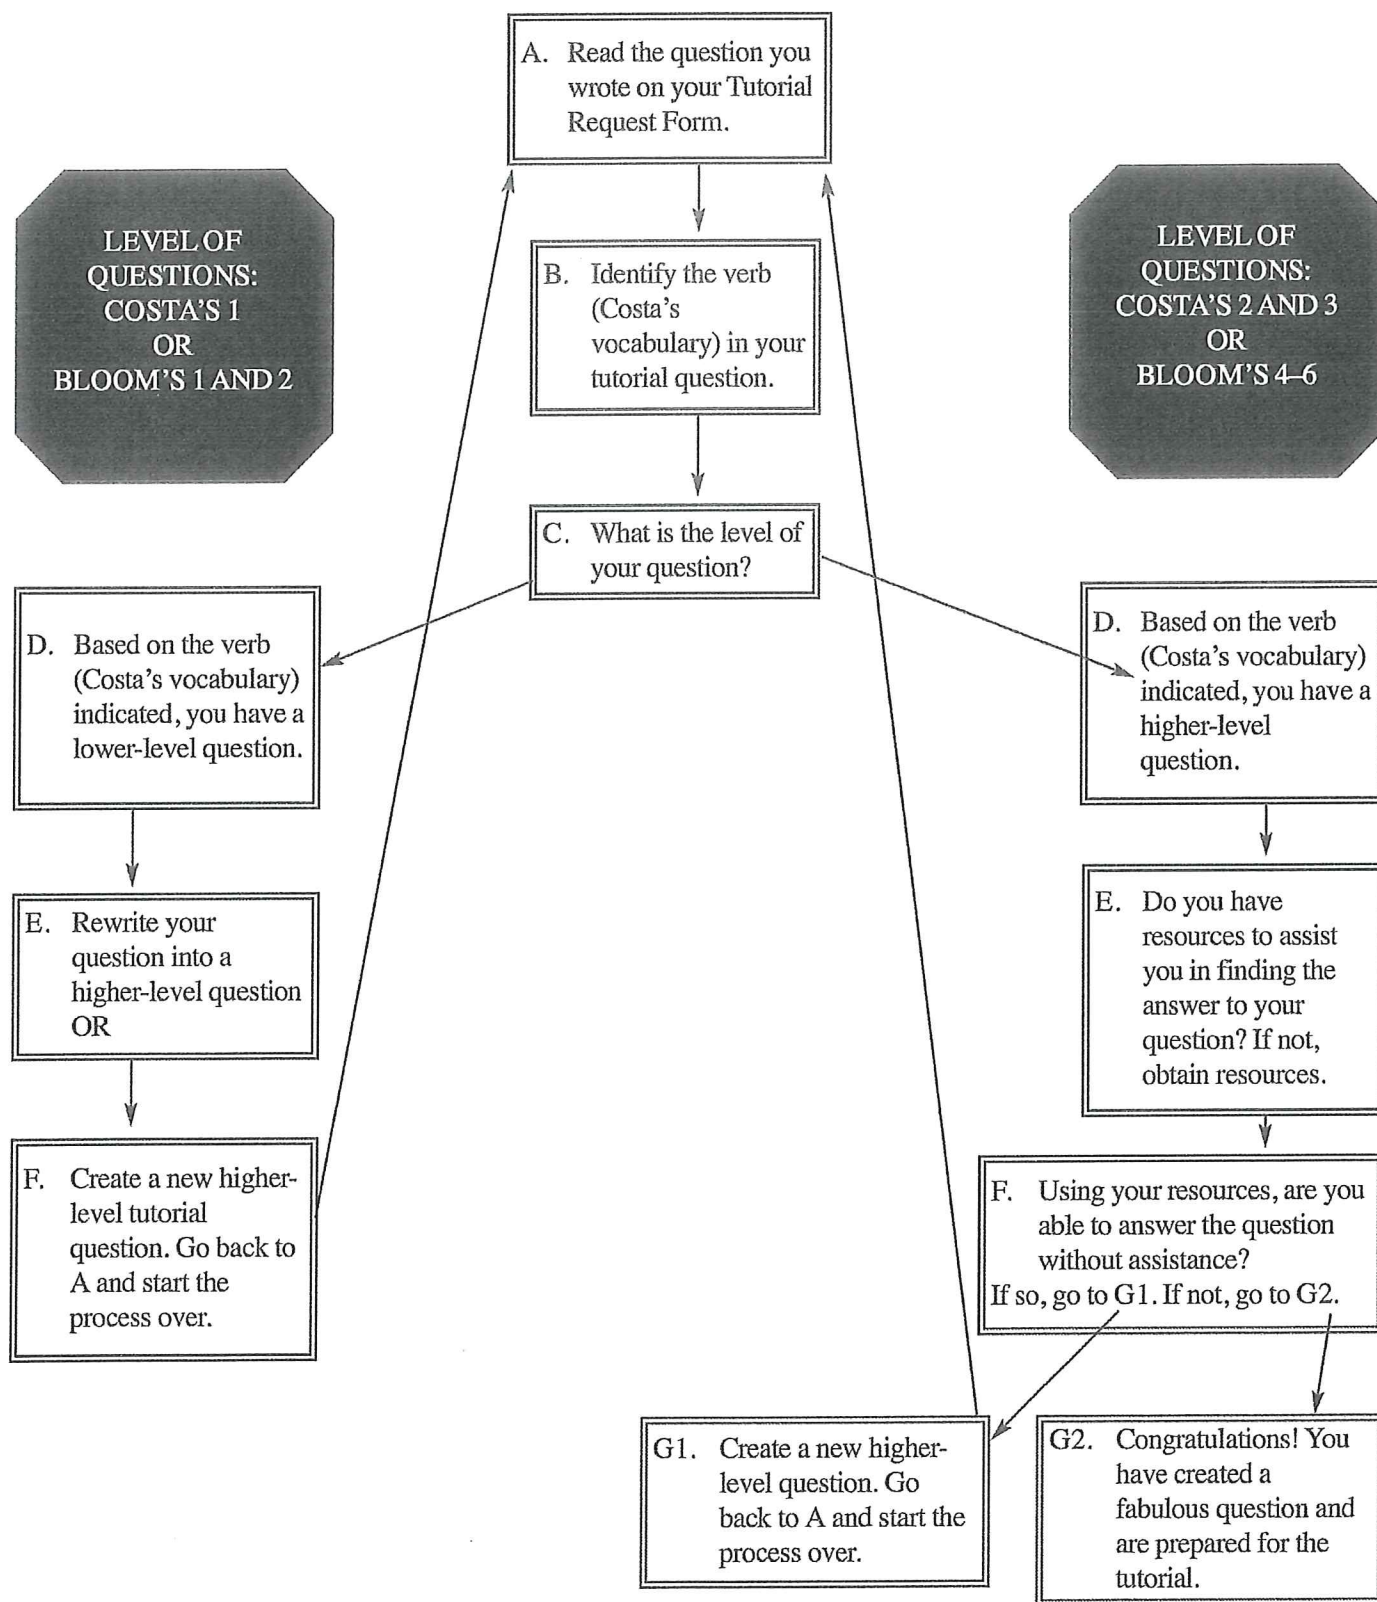 A. Read the question you
wrote on your Tutorial
Request Form.
LEVEL OF
QUESTIONS:
COSTA'S 1
OR
BLOOM'S 1 AND 2
B. Identify the verb
(Costa's
vocabulary) in your
tutorial question.
LEVEL OF
QUESTIONS:
COSTA'S 2 AND 3
OR
BLOOM'S 4–6
C. What is the level of
your question?
D. Based on the verb
(Costa's vocabulary)
indicated, you have a
lower-level question.
E. Rewrite your
question into a
higher-level question
OR
F. Create a new higher-
level tutorial
question. Go back to
A and start the
process over.
D. Based on the verb
(Costa's vocabulary)
indicated, you have a
higher-level
question.
E. Do you have
resources to assist
you in finding the
answer to your
question? If not,
obtain resources.
F. Using your resources, are you
able to answer the question
without assistance?
If so, go to G1. If not, go to G2.
G1. Create a new higher-
level question. Go
back to A and start the
process over.
G2. Congratulations! You
have created a
fabulous question and
are prepared for the
tutorial.